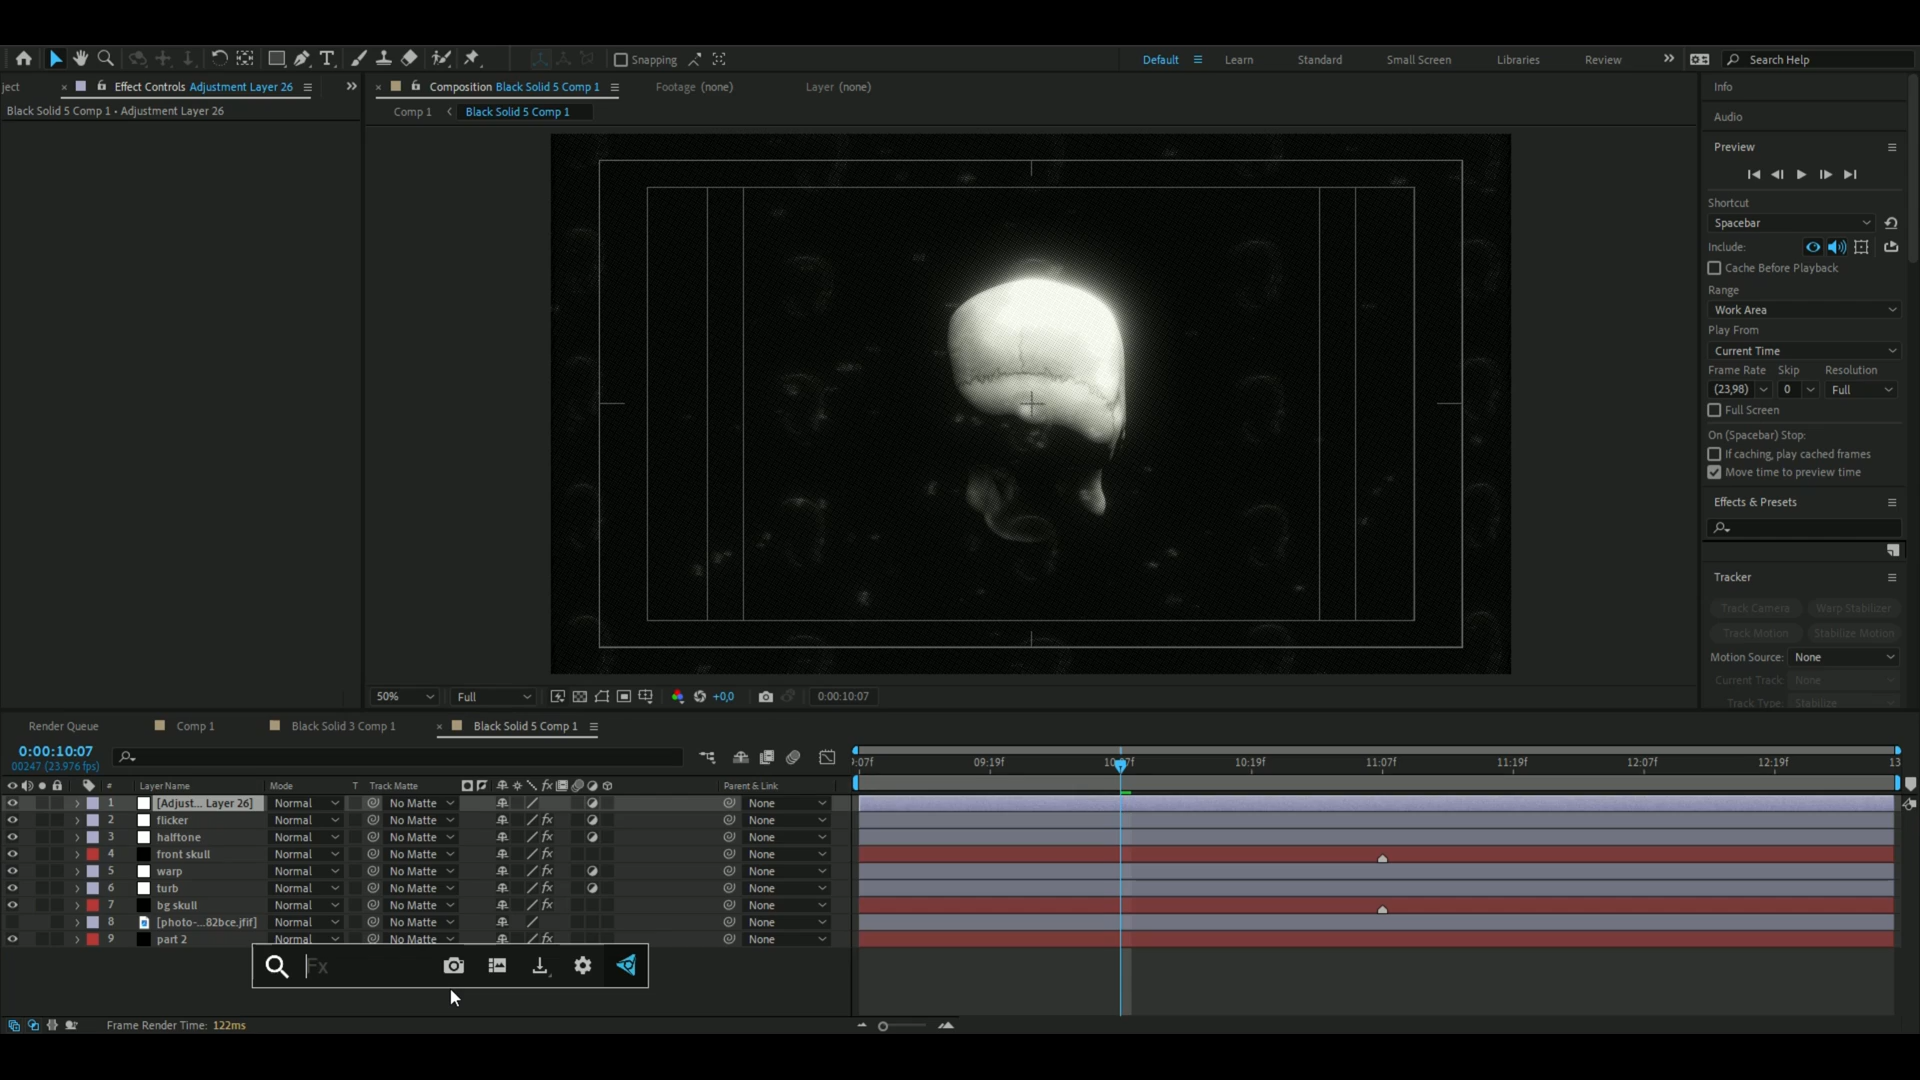 Snapping
Default
Learn
Standard
Small Screen
Libraries
Review
Search Help
ject
Effect Controls Adjustment Layer 26
Composition Black Solid 5 Comp 1
Footage (none)
Layer (none)
Info
Black Solid 5 Comp 1 • Adjustment Layer 26
Comp 1
Black Solid 5 Comp 1
Audio
Preview
Shortcut
Spacebar
Include:
Cache Before Playback
Range
Work Area
Play From
Current Time
Frame Rate Skip Resolution
(23,98) 0 Full
Full Screen
On (Spacebar) Stop:
If caching, play cached frames
Move time to preview time
Effects & Presets
Tracker
Track Camera Warp Stabilizer
Track Motion Stabilize Motion
Motion Source: None
Current Track: None
Track Type: Stabilize
50% Full +0,0 0:00:10:07
Render Queue
Comp 1
Black Solid 3 Comp 1
Black Solid 5 Comp 1
0:00:10:07
00247 (23.976 fps)
:07f 09:19f 10:07f 10:19f 11:07f 11:19f 12:07f 12:19f 13
# Layer Name Mode T Track Matte fx Parent & Link
1 [Adjust... Layer 26] Normal No Matte None
2 flicker Normal No Matte fx None
3 halftone Normal No Matte fx None
4 front skull Normal No Matte fx None
5 warp Normal No Matte fx None
6 turb Normal No Matte fx None
7 bg skull Normal No Matte fx None
8 [photo-...82bce.jfif] Normal No Matte None
9 part 2 Normal No Matte fx None
Fx
Frame Render Time: 122ms